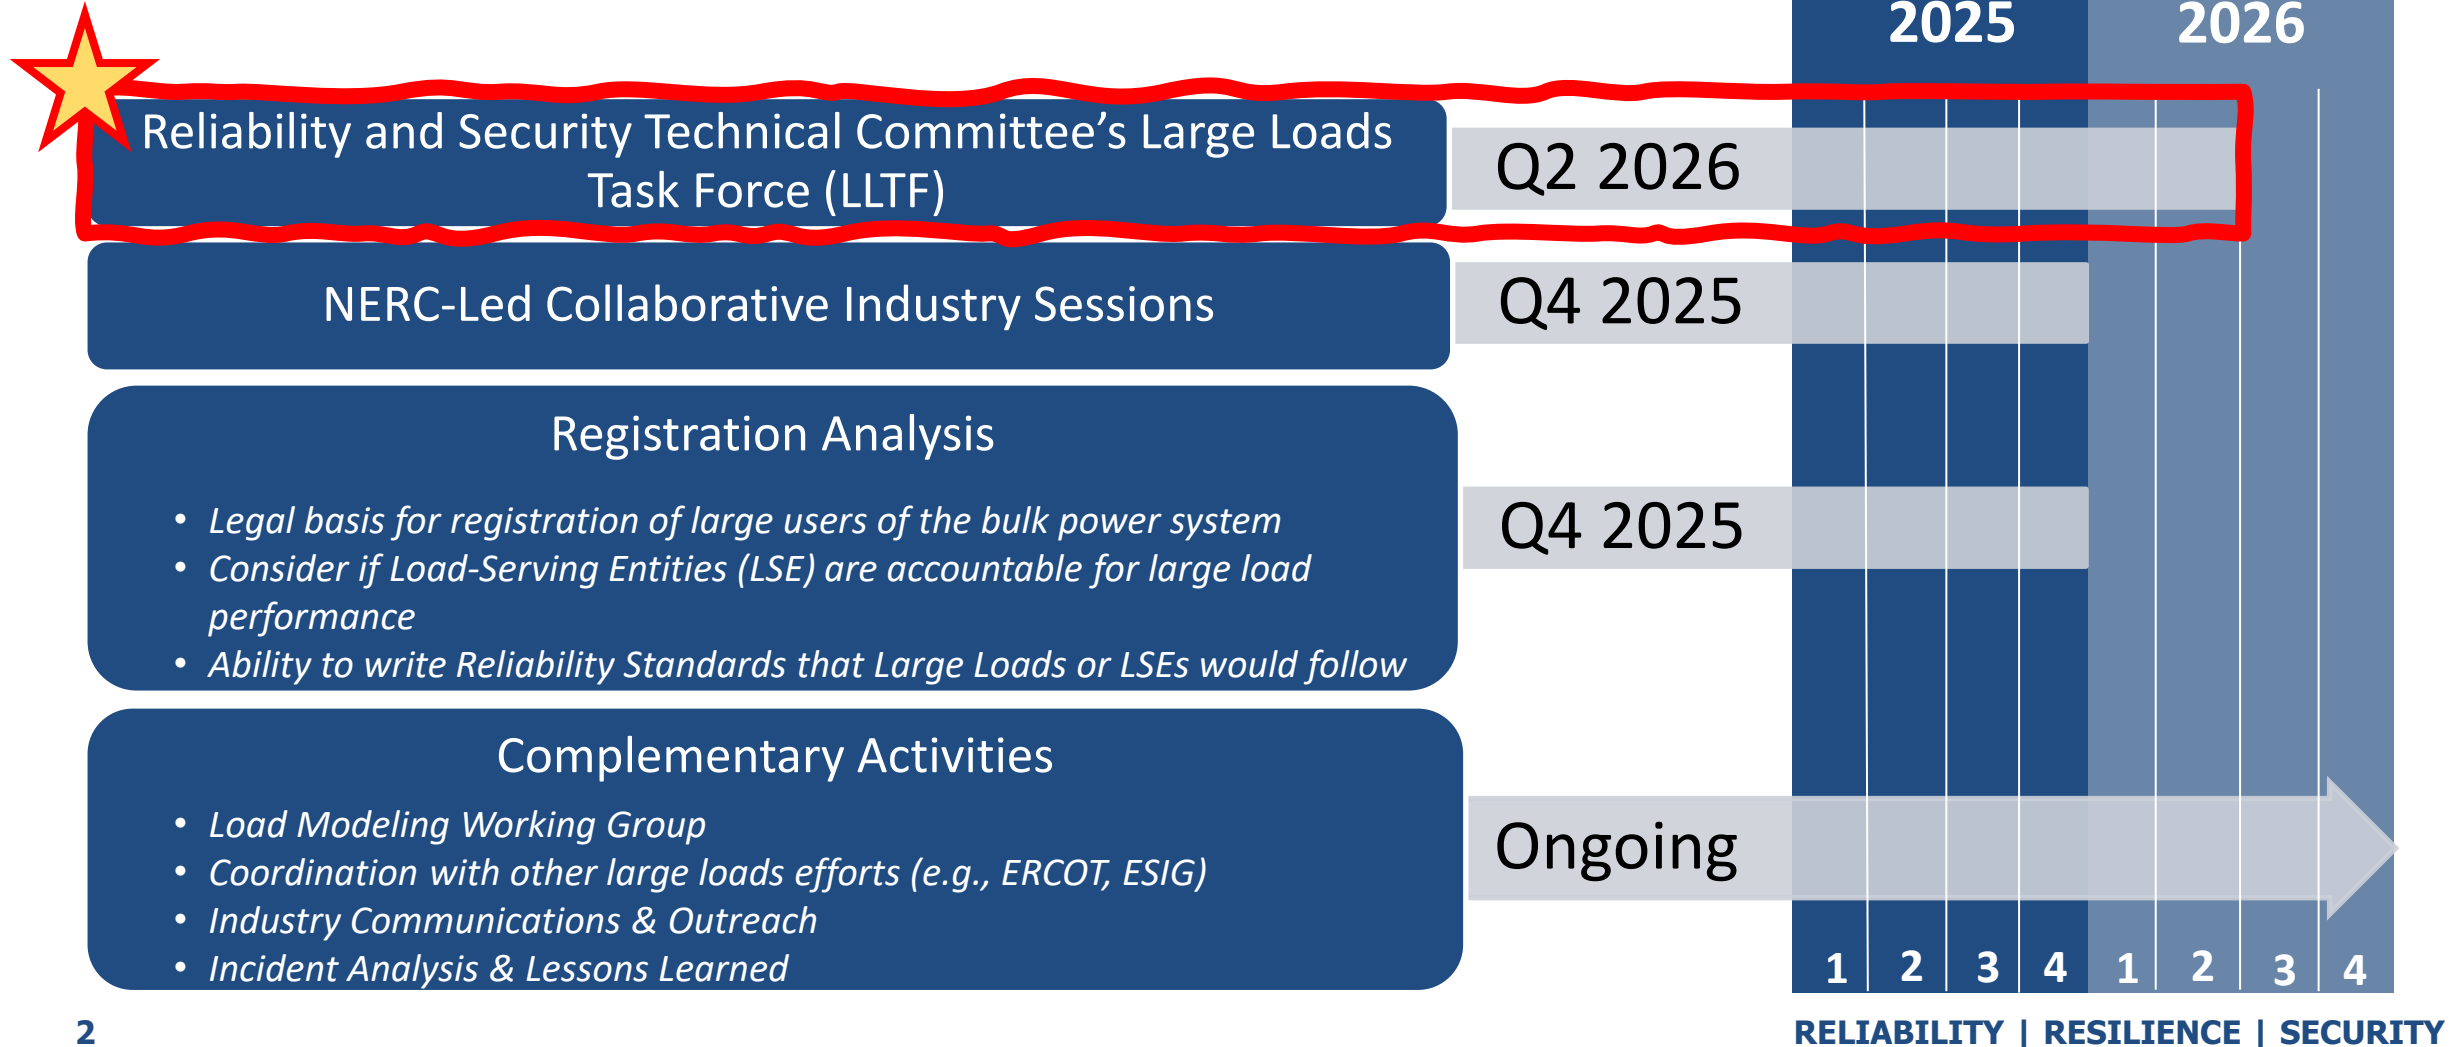 2025 2026
Reliability and Security Technical Committee’s Large Loads
Task Force (LLTF)
Q2 2026
NERC-Led Collaborative Industry Sessions
Q4 2025
Registration Analysis
• Legal basis for registration of large users of the bulk power system
• Consider if Load-Serving Entities (LSE) are accountable for large load
performance
• Ability to write Reliability Standards that Large Loads or LSEs would follow
Q4 2025
Complementary Activities
• Load Modeling Working Group
• Coordination with other large loads efforts (e.g., ERCOT, ESIG)
• Industry Communications & Outreach
• Incident Analysis & Lessons Learned
Ongoing
1 2 3 4 1 2 3 4
2
RELIABILITY | RESILIENCE | SECURITY